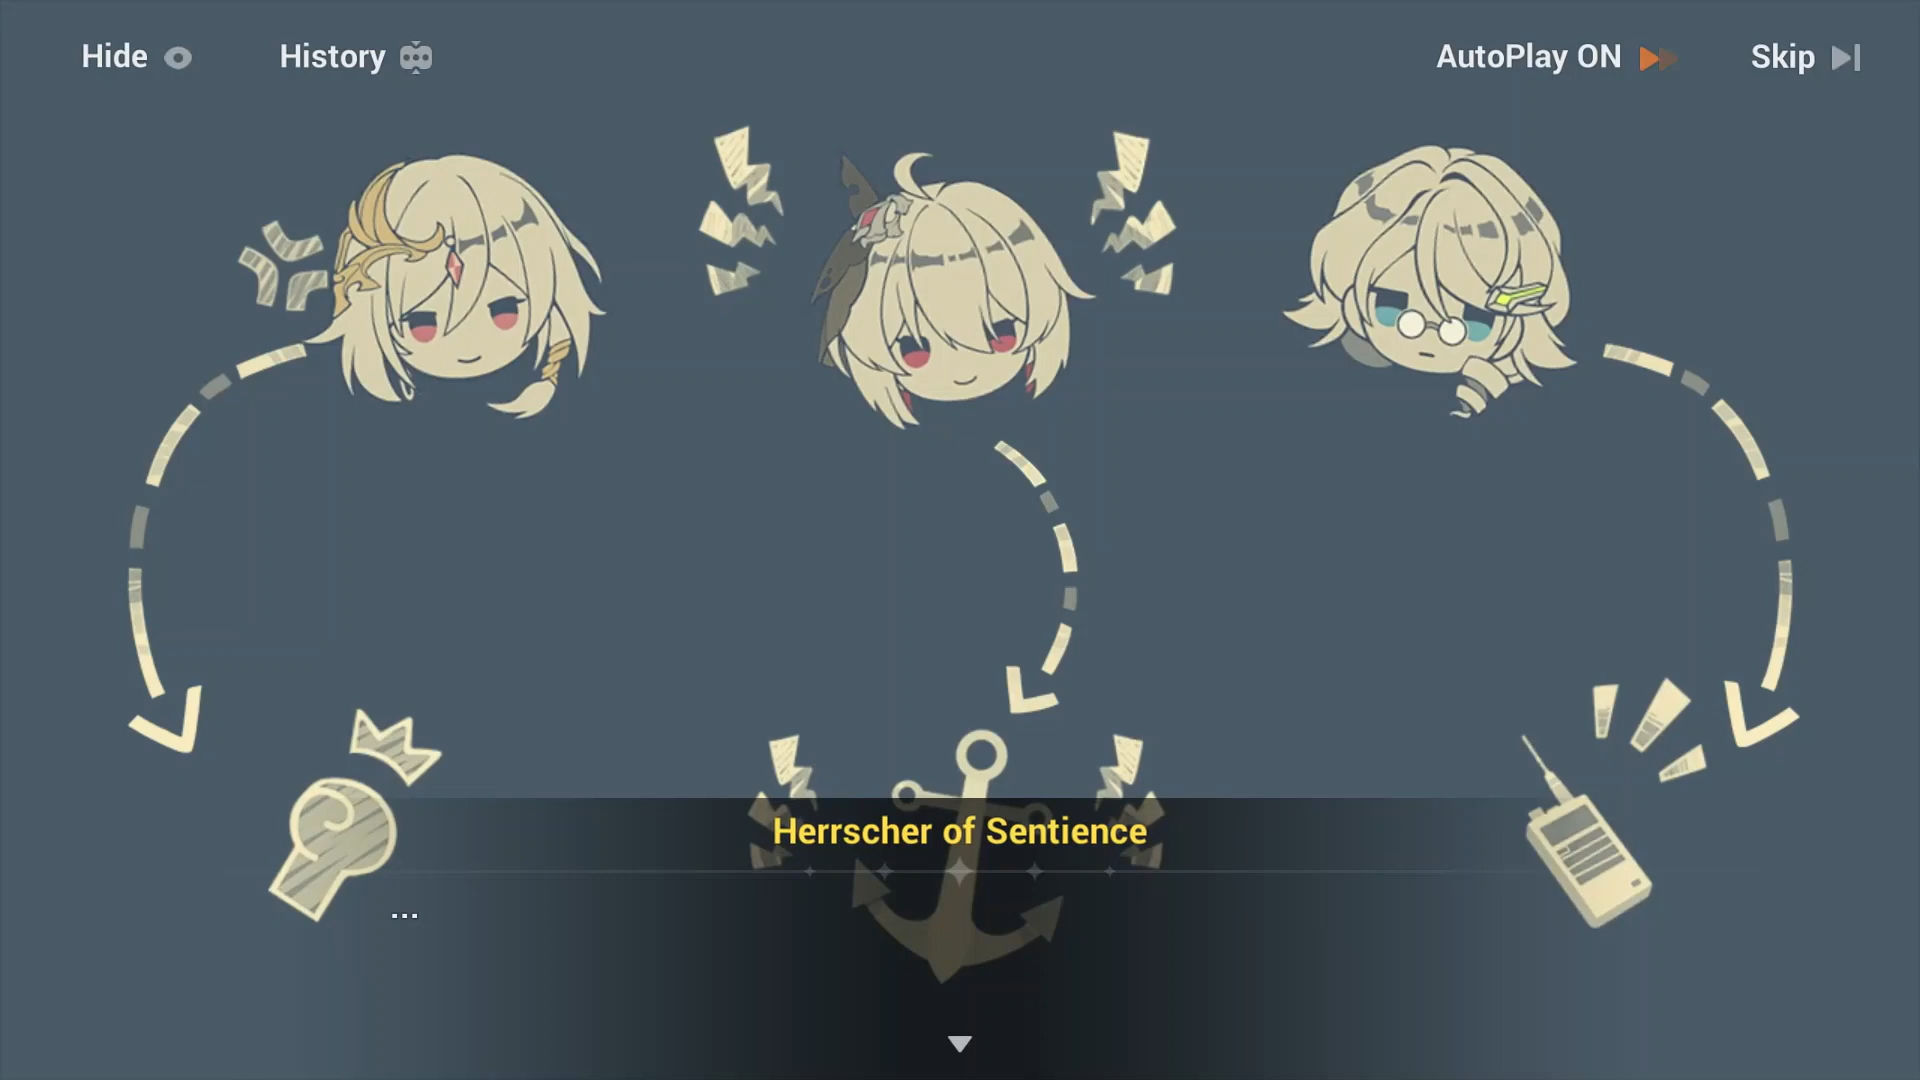 Hide
History
AutoPlay ON
Skip
Herrscher of Sentience
...